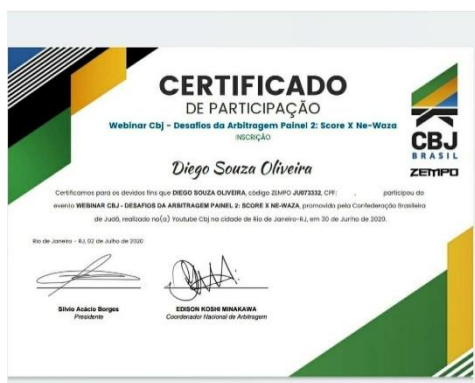 CERTIFICADO
DE PARTICIPAÇÃO
Webinar Cbj - Desafios da Arbitragem Painel 2: Score X Ne-Waza
INSCRIÇÃO
CBJ
BRASIL
ZEMPO
Diego Souza Oliveira
Certificamos para os devidos fins que DIEGO SOUZA OLIVEIRA, código ZEMPO JU073332, CPF: . participou do
evento WEBINAR CBJ - DESAFIOS DA ARBITRAGEM PAINEL 2: SCORE X NE-WAZA, promovida pela Confederação Brasileira
de Judô, realizado no(a) Youtube Cbj na cidade de Rio de Janeiro-RJ, em 30 de Junho de 2020.
Rio de Janeiro - RJ, 02 de Julho de 2020
Silvio Acácio Borges
Presidente
EDISON KOSHI MINAKAWA
Coordenador Nacional de Arbitragem